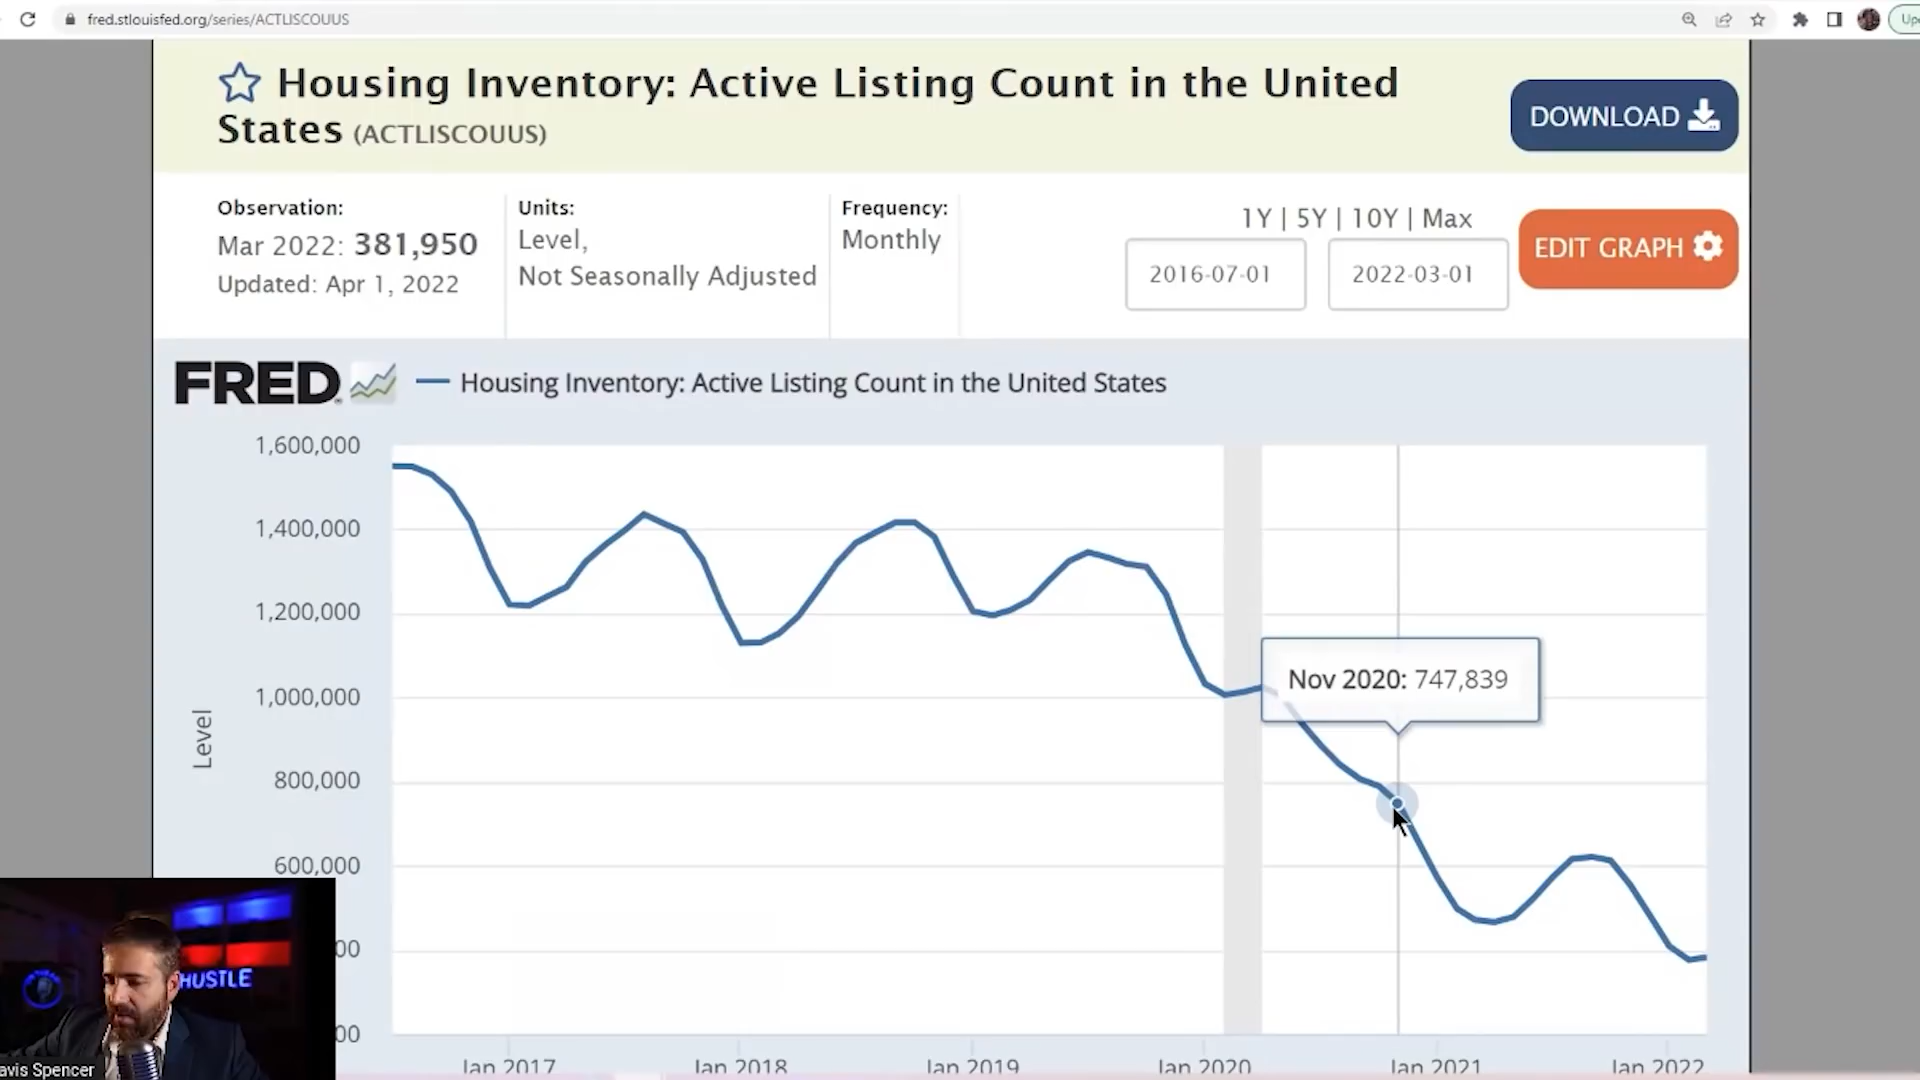 fred.stlouisfed.org/series/ACTLISCOUUS
Housing Inventory: Active Listing Count in the United
States (ACTLISCOUUS)
DOWNLOAD
Observation:
Mar 2022: 381,950
Updated: Apr 1, 2022
Units:
Level,
Not Seasonally Adjusted
Frequency:
Monthly
1Y | 5Y | 10Y | Max
2016-07-01
2022-03-01
EDIT GRAPH
FRED
Housing Inventory: Active Listing Count in the United States
1,600,000
1,400,000
1,200,000
1,000,000
800,000
600,000
Level
Nov 2020: 747,839
HUSTLE
Spencer
Jan 2017
Jan 2018
Jan 2019
Jan 2020
Jan 2021
Jan 2022